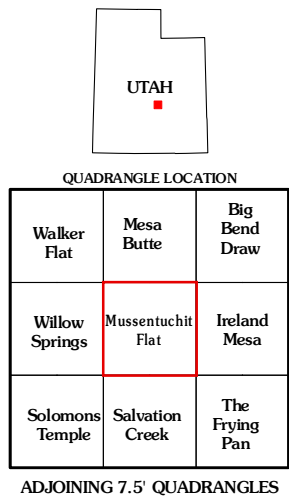 UTAH
QUADRANGLE LOCATION
Walker
Flat
Mesa
Butte
Big
Bend
Draw
Willow
Springs
Mussentuchit
Flat
Ireland
Mesa
Solomons
Temple
Salvation
Creek
The
Frying
Pan
ADJOINING 7.5' QUADRANGLES